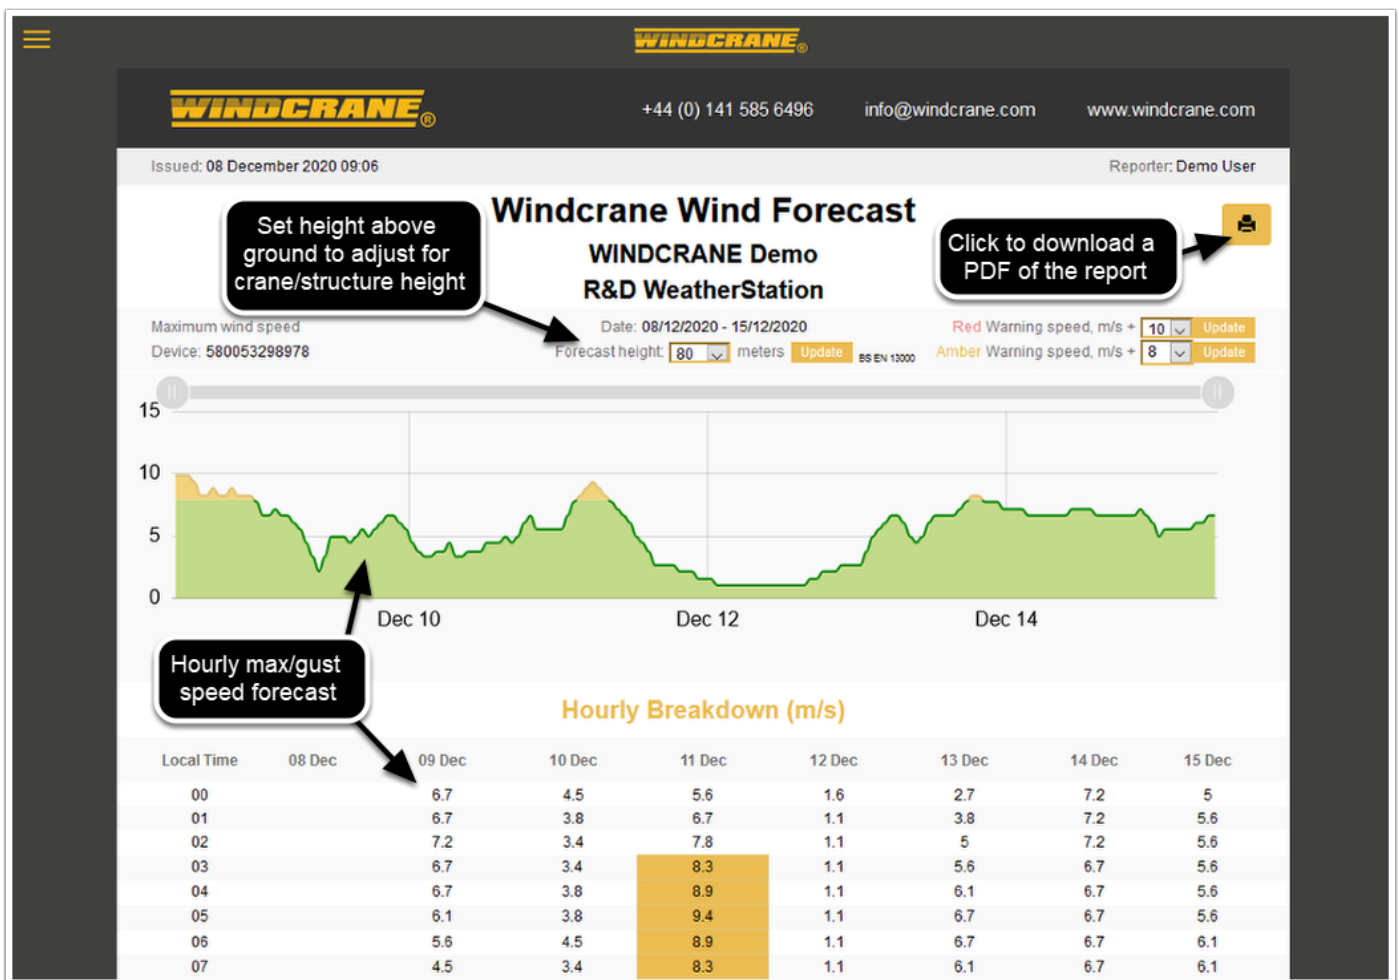 WINDCRANE®
WINDCRANE®
+44 (0) 141 585 6496 info@windcrane.com www.windcrane.com
Issued: 08 December 2020 09:06 Reporter: Demo User
Windcrane Wind Forecast
WINDCRANE Demo
R&D WeatherStation
Set height above
ground to adjust for
crane/structure height
Click to download a
PDF of the report
Maximum wind speed Date: 08/12/2020 - 15/12/2020 Red Warning speed, m/s + 10 Update
Device: 580053298978 Forecast height: 80 meters Update BS EN 13000 Amber Warning speed, m/s + 8 Update
15
10
5
0
Dec 10 Dec 12 Dec 14
Hourly max/gust
speed forecast
Hourly Breakdown (m/s)
Local Time 08 Dec 09 Dec 10 Dec 11 Dec 12 Dec 13 Dec 14 Dec 15 Dec
00 6.7 4.5 5.6 1.6 2.7 7.2 5
01 6.7 3.8 6.7 1.1 3.8 7.2 5.6
02 7.2 3.4 7.8 1.1 5 7.2 5.6
03 6.7 3.4 8.3 1.1 5.6 6.7 5.6
04 6.7 3.8 8.9 1.1 6.1 6.7 5.6
05 6.1 3.8 9.4 1.1 6.7 6.7 5.6
06 5.6 4.5 8.9 1.1 6.7 6.7 6.1
07 4.5 3.4 8.3 1.1 6.1 6.7 6.1